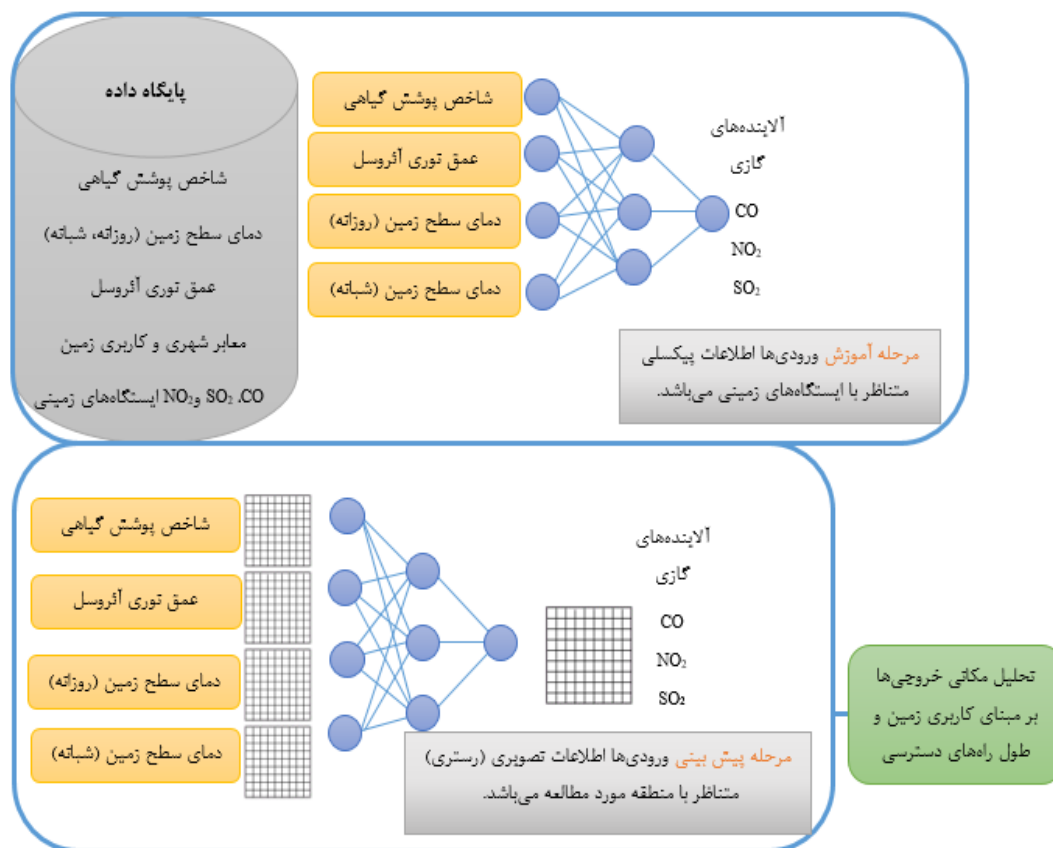 پایگاه داده
شاخص پوشش گیاهی
دمای سطح زمین (روزانه، شبانه)
عمق نوری آئروسل
معابر شهری و کاربری زمین
CO، SO₂ وNO₂ ایستگاه‌های زمینی
شاخص پوشش گیاهی
عمق نوری آئروسل
دمای سطح زمین (روزانه)
دمای سطح زمین (شبانه)
آلاینده‌های
گازی
CO
NO₂
SO₂
مرحله آموزش ورودی‌ها اطلاعات پیکسلی
متناظر با ایستگاه‌های زمینی می‌باشد.
شاخص پوشش گیاهی
عمق نوری آئروسل
دمای سطح زمین (روزانه)
دمای سطح زمین (شبانه)
آلاینده‌های
گازی
CO
NO₂
SO₂
مرحله پیش بینی ورودی‌ها اطلاعات تصویری (رستری)
متناظر با منطقه مورد مطالعه می‌باشد.
تحلیل مکانی خروجی‌ها
بر مبنای کاربری زمین و
طول راه‌های دسترسی